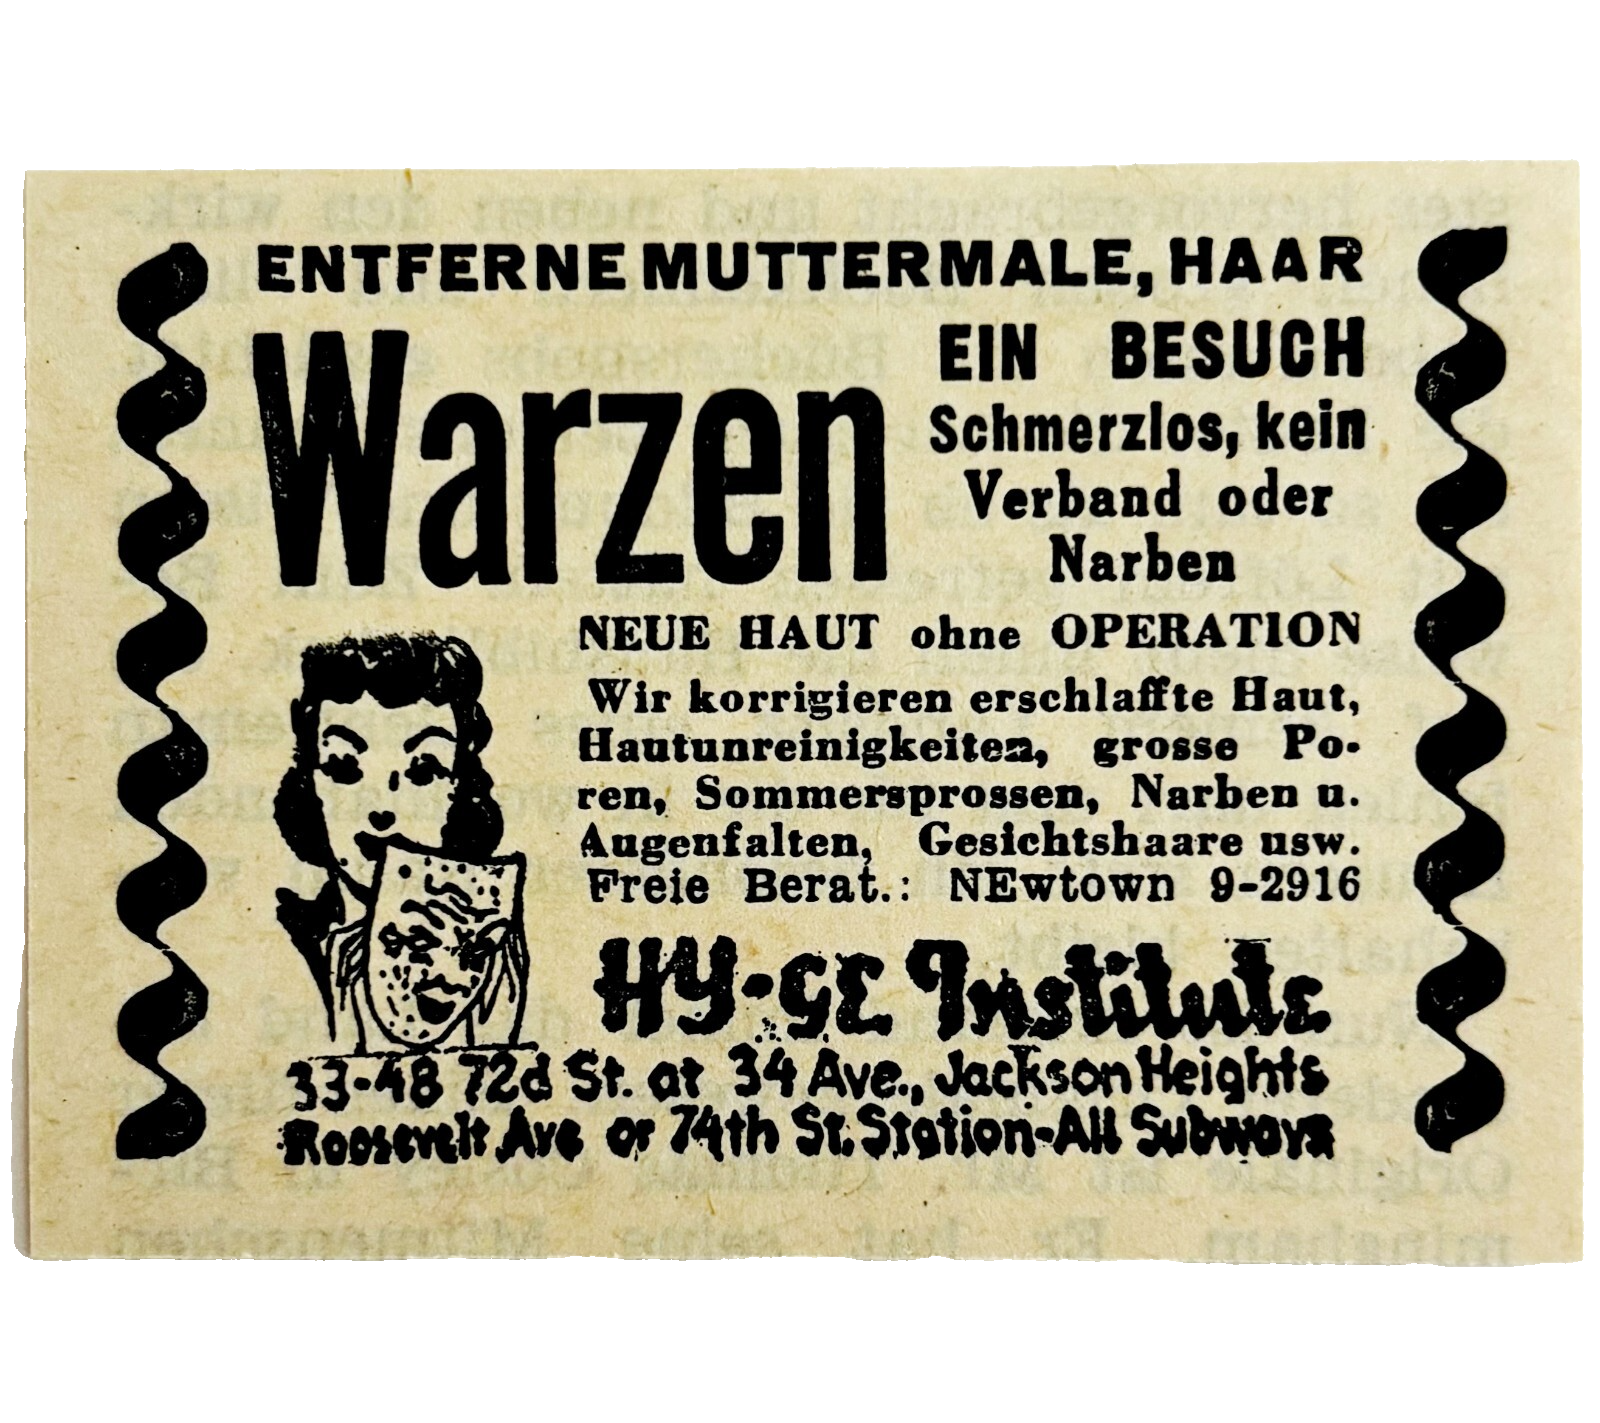 ENTFERNE MUTTERMALE, HAAR
Warzen
EIN BESUCH
Schmerzlos, kein
Verband oder
Narben
NEUE HAUT ohne OPERATION
Wir korrigieren erschlaffte Haut,
Hautunreinigkeiten, grosse Po-
ren, Sommersprossen, Narben u.
Augenfalten, Gesichtshaare usw.
Freie Berat.: NEwtown 9-2916
HY-GE Institute
33-48 72d St. at 34 Ave., Jackson Heights
Roosevelt Ave or 74th St. Station-All Subways